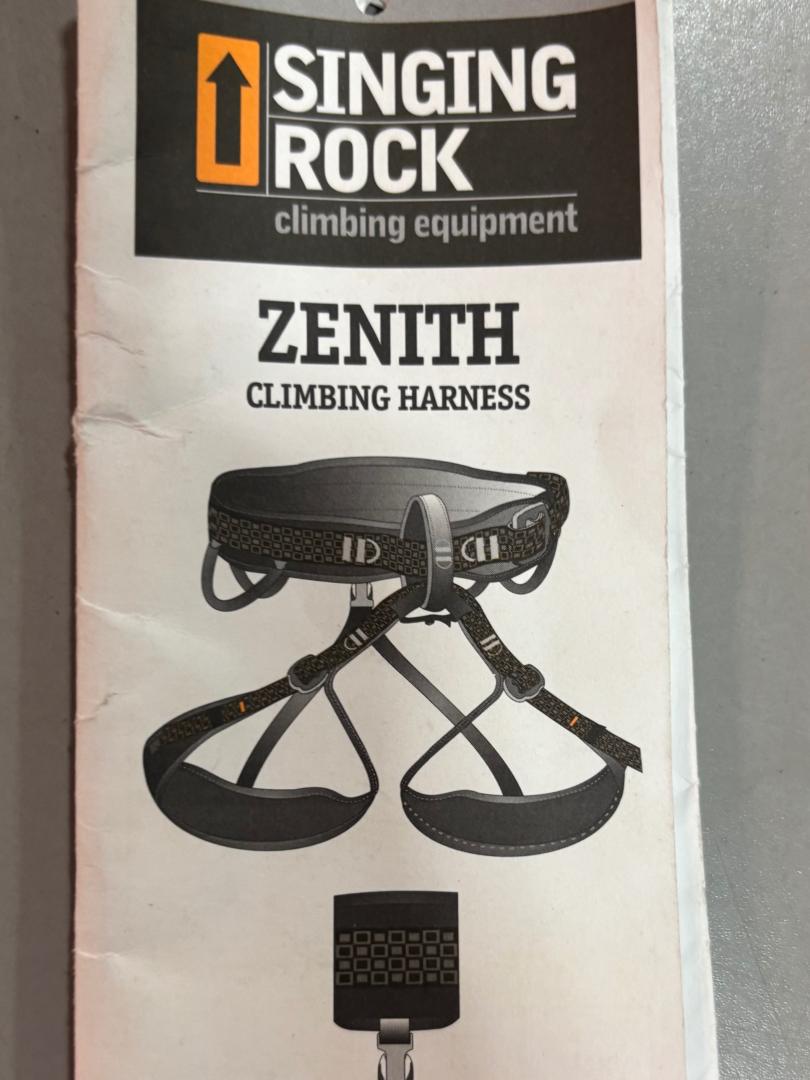 SINGING
ROCK
climbing equipment
ZENITH
CLIMBING HARNESS